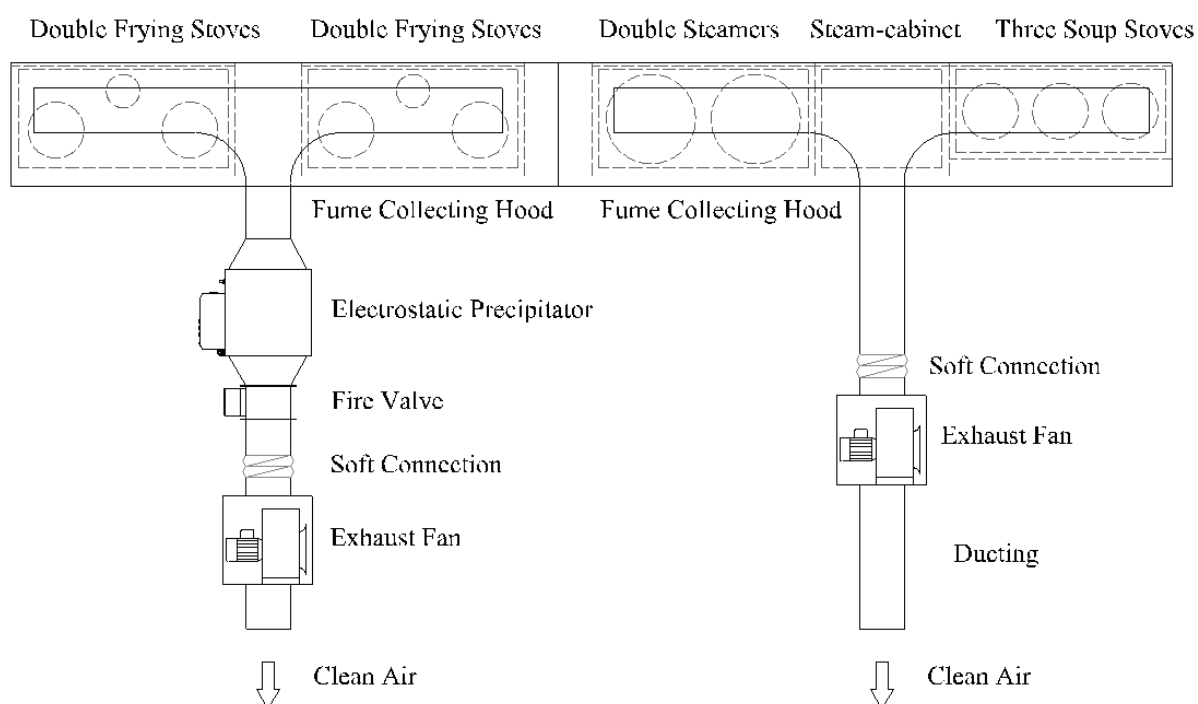 Double Frying Stoves
Double Frying Stoves
Double Steamers
Steam-cabinet
Three Soup Stoves
Fume Collecting Hood
Fume Collecting Hood
Electrostatic Precipitator
Fire Valve
Soft Connection
Exhaust Fan
Clean Air
Soft Connection
Exhaust Fan
Ducting
Clean Air